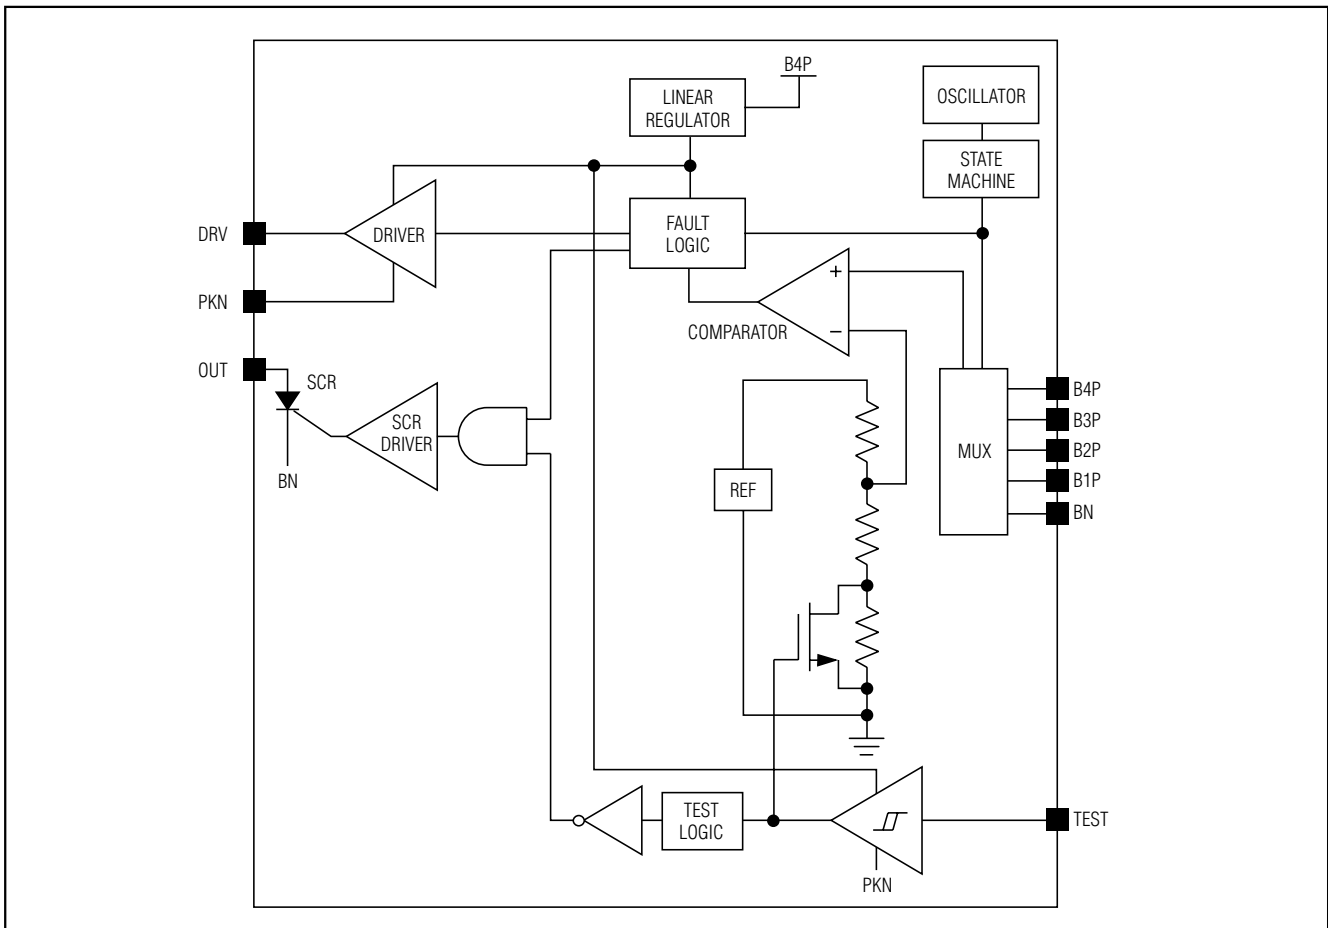 B4P
LINEAR
REGULATOR
OSCILLATOR
STATE
MACHINE
DRV
DRIVER
FAULT
LOGIC
PKN
+
COMPARATOR
−
OUT
SCR
B4P
B3P
SCR
DRIVER
MUX
B2P
B1P
BN
REF
BN
TEST
LOGIC
TEST
PKN